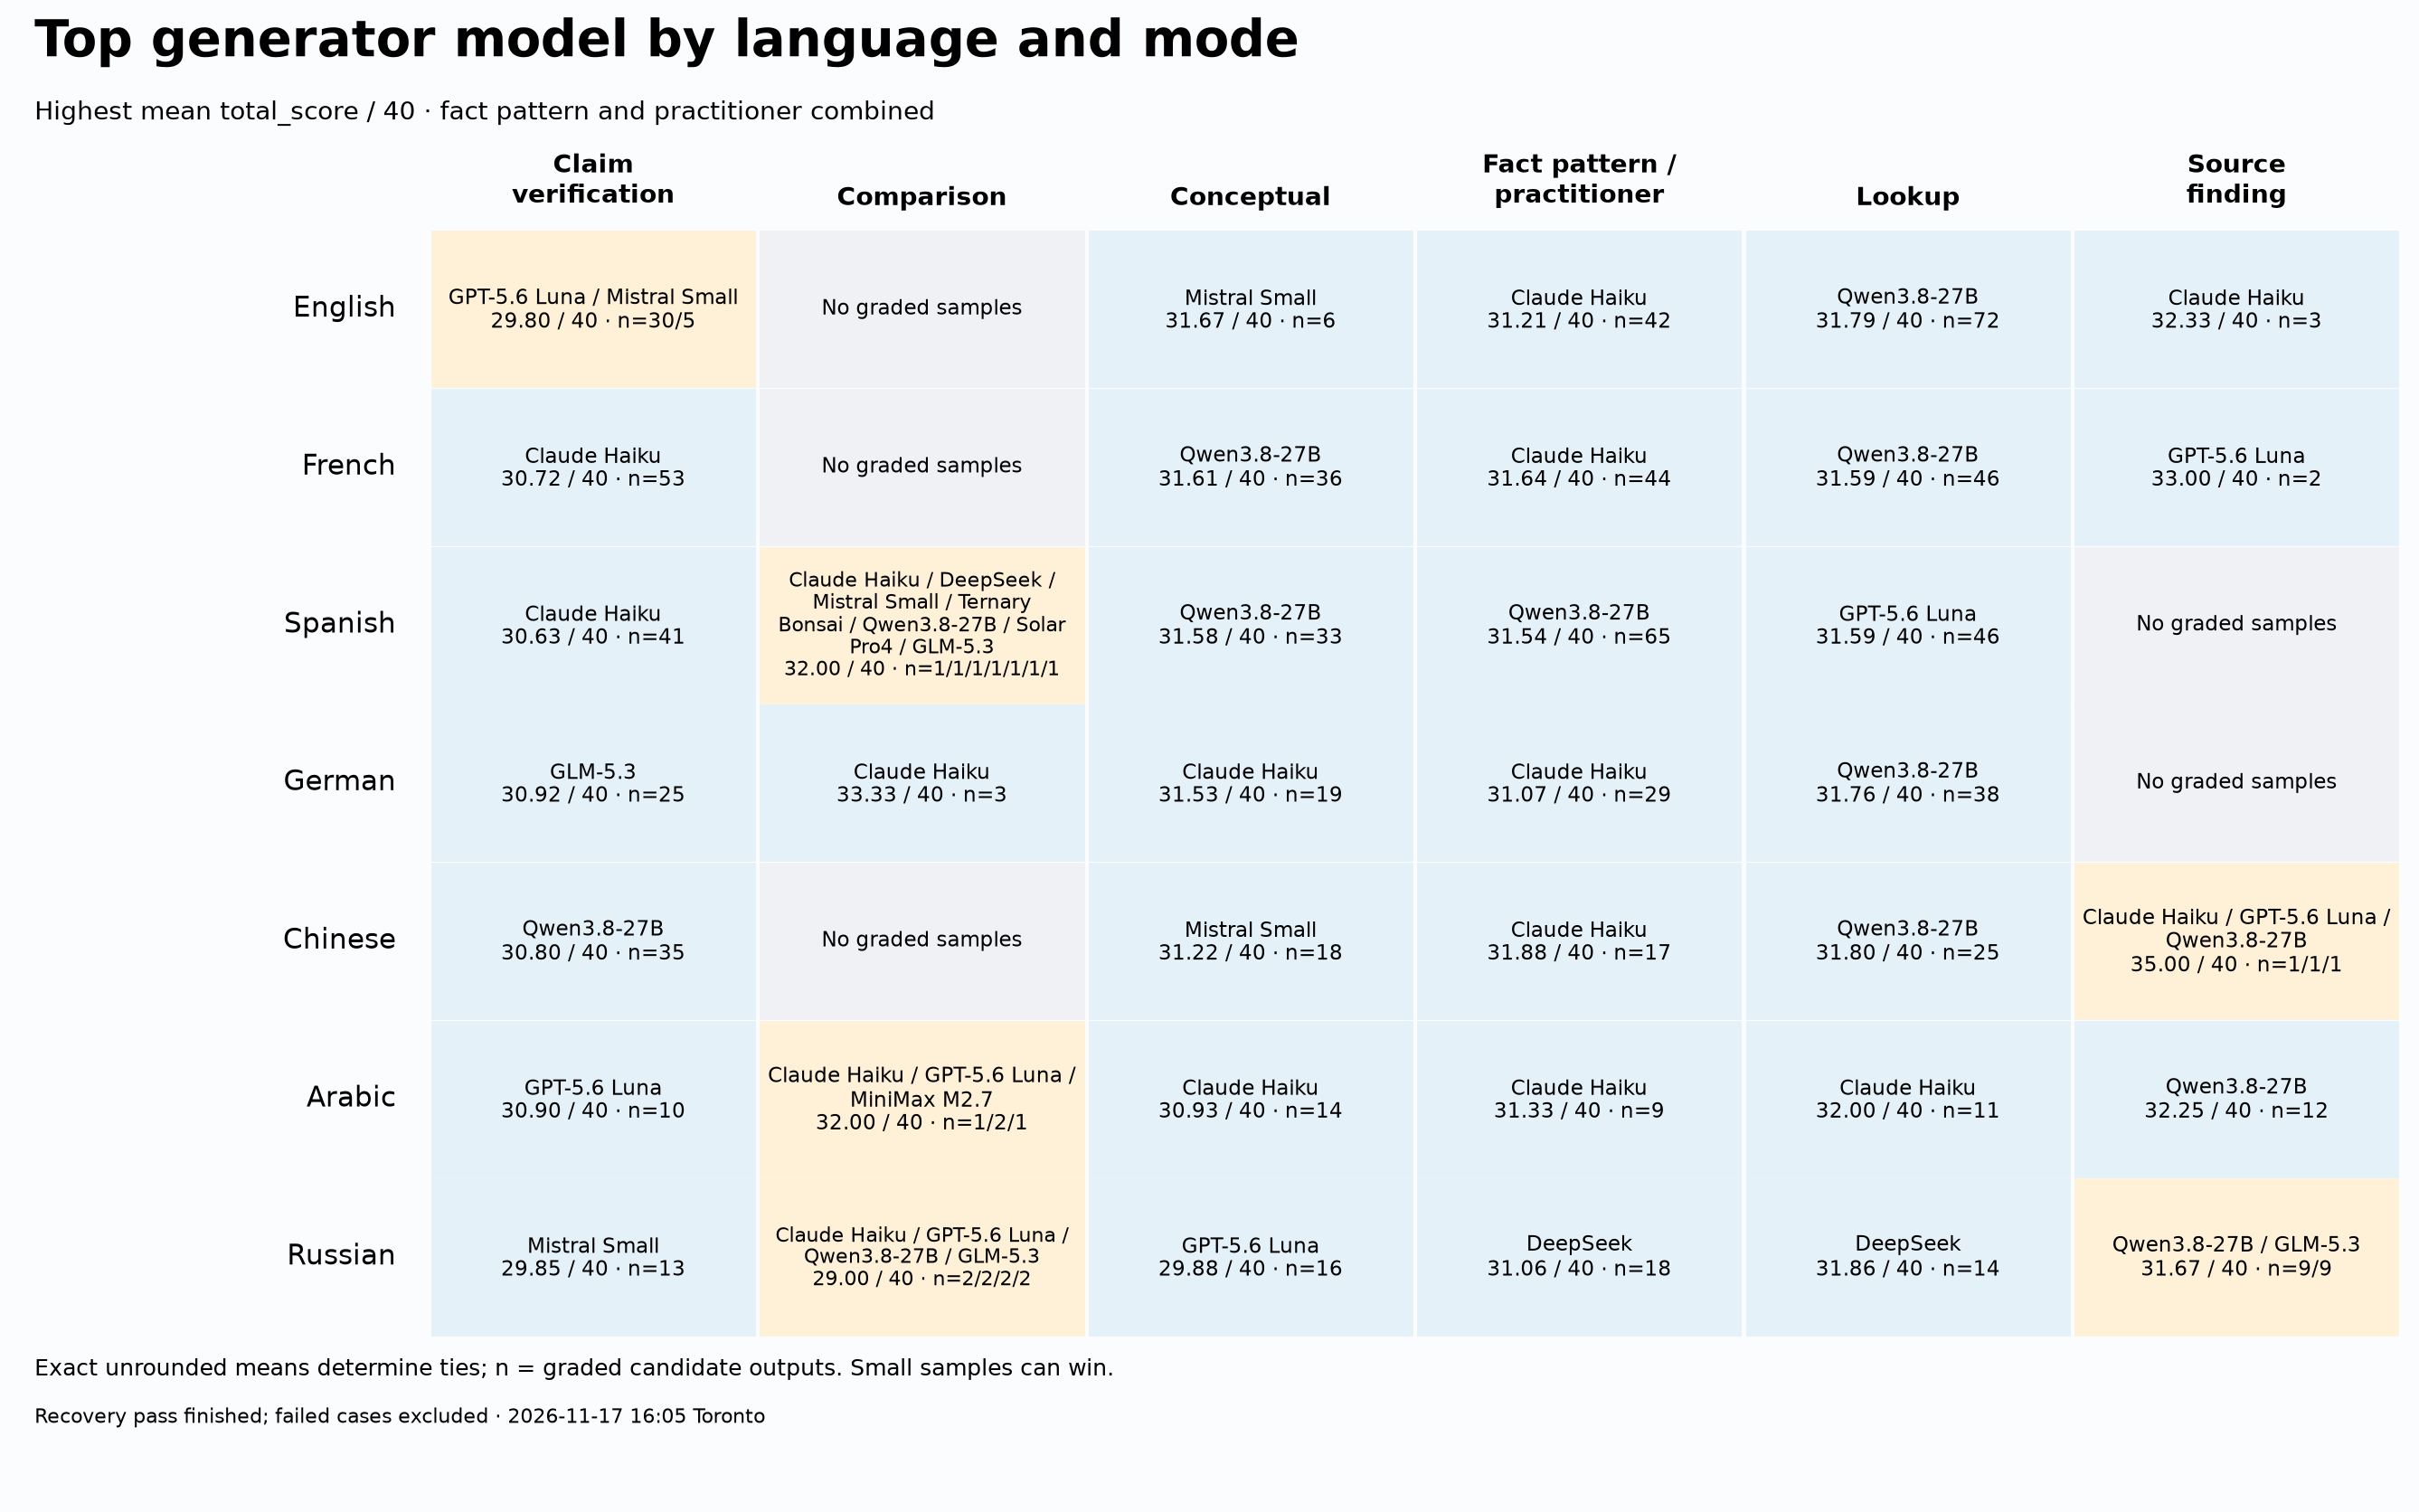 Top generator model by language and mode
Highest mean total_score / 40 · fact pattern and practitioner combined
Claim
verification
Comparison
Conceptual
Fact pattern /
practitioner
Lookup
Source
finding
English
GPT-5.6 Luna / Mistral Small
29.80 / 40 · n=30/5
No graded samples
Mistral Small
31.67 / 40 · n=6
Claude Haiku
31.21 / 40 · n=42
Qwen3.8-27B
31.79 / 40 · n=72
Claude Haiku
32.33 / 40 · n=3
French
Claude Haiku
30.72 / 40 · n=53
No graded samples
Qwen3.8-27B
31.61 / 40 · n=36
Claude Haiku
31.64 / 40 · n=44
Qwen3.8-27B
31.59 / 40 · n=46
GPT-5.6 Luna
33.00 / 40 · n=2
Spanish
Claude Haiku
30.63 / 40 · n=41
Claude Haiku / DeepSeek /
Mistral Small / Ternary
Bonsai / Qwen3.8-27B / Solar
Pro4 / GLM-5.3
32.00 / 40 · n=1/1/1/1/1/1/1
Qwen3.8-27B
31.58 / 40 · n=33
Qwen3.8-27B
31.54 / 40 · n=65
GPT-5.6 Luna
31.59 / 40 · n=46
No graded samples
German
GLM-5.3
30.92 / 40 · n=25
Claude Haiku
33.33 / 40 · n=3
Claude Haiku
31.53 / 40 · n=19
Claude Haiku
31.07 / 40 · n=29
Qwen3.8-27B
31.76 / 40 · n=38
No graded samples
Chinese
Qwen3.8-27B
30.80 / 40 · n=35
No graded samples
Mistral Small
31.22 / 40 · n=18
Claude Haiku
31.88 / 40 · n=17
Qwen3.8-27B
31.80 / 40 · n=25
Claude Haiku / GPT-5.6 Luna /
Qwen3.8-27B
35.00 / 40 · n=1/1/1
Arabic
GPT-5.6 Luna
30.90 / 40 · n=10
Claude Haiku / GPT-5.6 Luna /
MiniMax M2.7
32.00 / 40 · n=1/2/1
Claude Haiku
30.93 / 40 · n=14
Claude Haiku
31.33 / 40 · n=9
Claude Haiku
32.00 / 40 · n=11
Qwen3.8-27B
32.25 / 40 · n=12
Russian
Mistral Small
29.85 / 40 · n=13
Claude Haiku / GPT-5.6 Luna /
Qwen3.8-27B / GLM-5.3
29.00 / 40 · n=2/2/2/2
GPT-5.6 Luna
29.88 / 40 · n=16
DeepSeek
31.06 / 40 · n=18
DeepSeek
31.86 / 40 · n=14
Qwen3.8-27B / GLM-5.3
31.67 / 40 · n=9/9
Exact unrounded means determine ties; n = graded candidate outputs. Small samples can win.
Recovery pass finished; failed cases excluded · 2026-11-17 16:05 Toronto